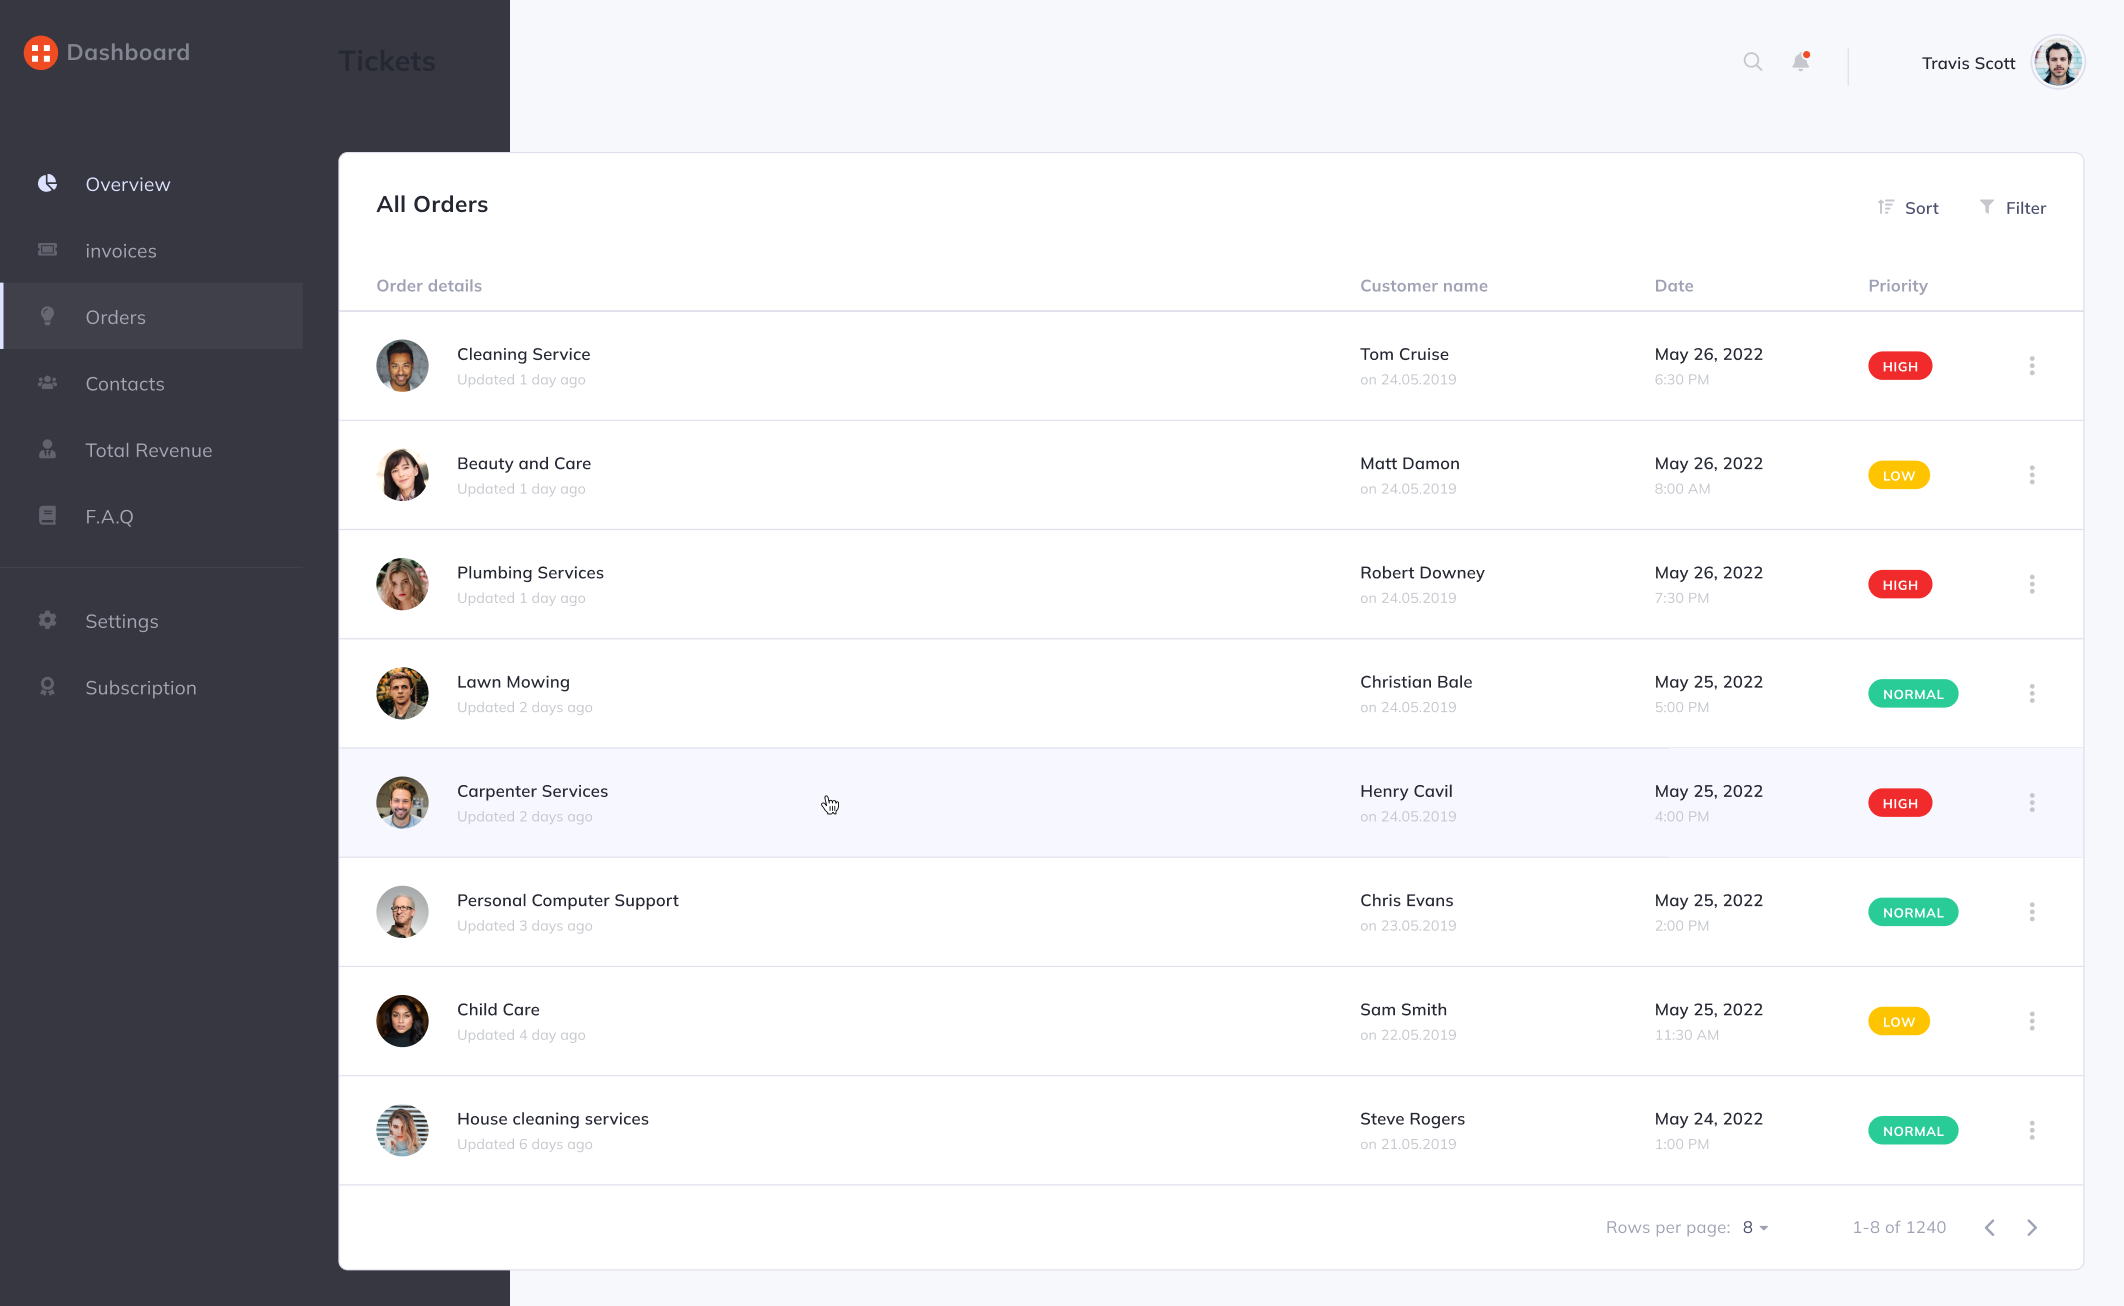 Dashboard
Tickets
Travis Scott
Overview
invoices
Orders
Contacts
Total Revenue
F.A.Q
Settings
Subscription
All Orders
Sort
Filter
Order details
Customer name
Date
Priority
Cleaning Service
Updated 1 day ago
Tom Cruise
on 24.05.2019
May 26, 2022
6:30 PM
HIGH
Beauty and Care
Updated 1 day ago
Matt Damon
on 24.05.2019
May 26, 2022
8:00 AM
LOW
Plumbing Services
Updated 1 day ago
Robert Downey
on 24.05.2019
May 26, 2022
7:30 PM
HIGH
Lawn Mowing
Updated 2 days ago
Christian Bale
on 24.05.2019
May 25, 2022
5:00 PM
NORMAL
Carpenter Services
Updated 2 days ago
Henry Cavil
on 24.05.2019
May 25, 2022
4:00 PM
HIGH
Personal Computer Support
Updated 3 days ago
Chris Evans
on 23.05.2019
May 25, 2022
2:00 PM
NORMAL
Child Care
Updated 4 day ago
Sam Smith
on 22.05.2019
May 25, 2022
11:30 AM
LOW
House cleaning services
Updated 6 days ago
Steve Rogers
on 21.05.2019
May 24, 2022
1:00 PM
NORMAL
Rows per page: 8
1-8 of 1240